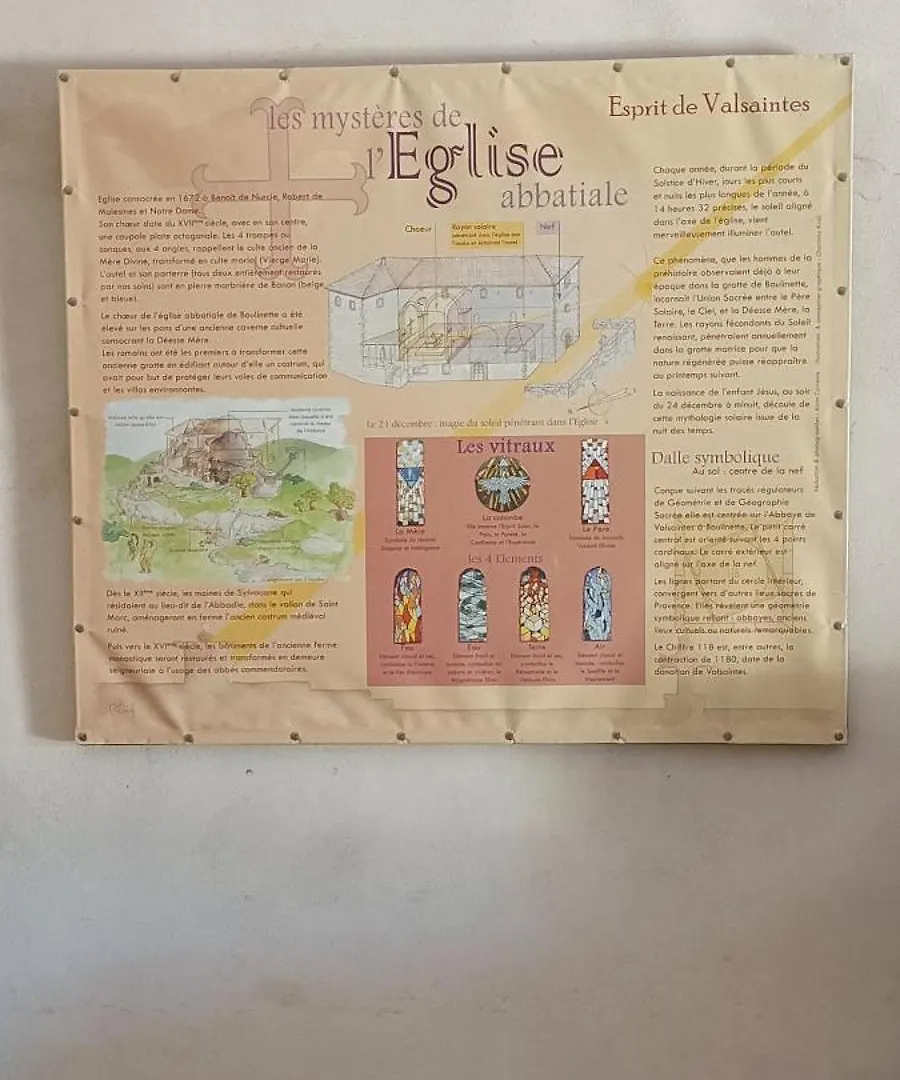 Esprit de Valsaintes
les mystères de
l'Eglise
abbatiale
Eglise consacrée en 1672 à Benoît de Nursie, Robert de
Molesmes et Notre Dame.
Son chœur date du XVIIème siècle, avec en son centre,
une coupole plate octogonale. Les 4 trompes ou
conques, aux 4 angles, rappellent le culte ancien de la
Mère Divine, transformé en culte marial (Vierge Marie).
L'autel et son parterre (tous deux entièrement restaurés
par nos soins) sont en pierre marbrière de Banon (beige
et bleue).
Le chœur de l'église abbatiale de Boulinette a été
élevé sur les pans d'une ancienne caverne cultuelle
consacrant la Déesse Mère.
Les romains ont été les premiers à transformer cette
ancienne grotte en édifiant autour d'elle un castrum, qui
avait pour but de protéger leurs voies de communication
et les villas environnantes.
Dès le XIIème siècle, les moines de Sylvacane qui
résidaient au lieu-dit de l'Abbadie, dans le vallon de Saint
Marc, aménageront en ferme l'ancien castrum médiéval
ruiné.
Puis vers le XVIème siècle, les bâtiments de l'ancienne ferme
monastique seront restaurés et transformés en demeure
seigneuriale à l'usage des abbés commendataires.
Choeur
Rayon solaire
pénétrant dans l'église par
l'oculus et éclairant l'autel
Nef
Le 21 décembre : magie du soleil pénétrant dans l'Eglise
Les vitraux
La Mère
La colombe
Le Père
les 4 Elements
Feu
Eau
Terre
Air
Chaque année, durant la période du
Solstice d'Hiver, jours les plus courts
et nuits les plus longues de l'année, à
14 heures 32 précises, le soleil aligné
dans l'axe de l'église, vient
merveilleusement illuminer l'autel.
Ce phénomène, que les hommes de la
préhistoire observaient déjà à leur
époque dans la grotte de Boulinette,
incarnait l'Union Sacrée entre le Père
Solaire, le Ciel, et la Déesse Mère, la
Terre. Les rayons fécondants du Soleil
renaissant, pénétraient annuellement
dans la grotte matrice pour que la
nature régénérée puisse réapparaître
au printemps suivant.
La naissance de l'enfant Jésus, au soir
du 24 décembre à minuit, découle de
cette mythologie solaire issue de la
nuit des temps.
Dalle symbolique
Au sol : centre de la nef
Conçue suivant les tracés régulateurs
de Géométrie et de Géographie
Sacrée elle est centrée sur l'Abbaye de
Valsaintes à Boulinette. Le petit carré
central est orienté suivant les 4 points
cardinaux. Le carré extérieur est
aligné sur l'axe de la nef.
Les lignes partant du cercle intérieur,
convergent vers d'autres lieux sacrés de
Provence. Elles révèlent une géométrie
symbolique reliant : abbayes, anciens
lieux cultuels ou naturels remarquables.
Le Chiffre 118 est, entre autres, la
contraction de 1180, date de la
donation de Valsaintes.